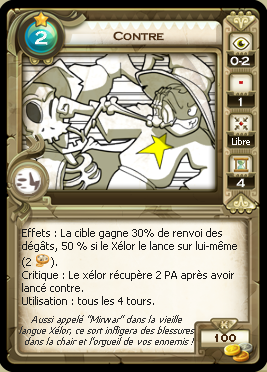 2
Contre
0-2
1
Libre
4
Effets : La cible gagne 30% de renvoi des
dégâts, 50 % si le Xélor le lance sur lui-même
(2 ).
Critique : Le xélor récupère 2 PA après avoir
lancé contre.
Utilisation : tous les 4 tours.
Aussi appelé "Mirwar" dans la vieille
langue Xélor, ce sort infligera des blessures
dans la chair et l'orgueil de vos ennemis !
K
100